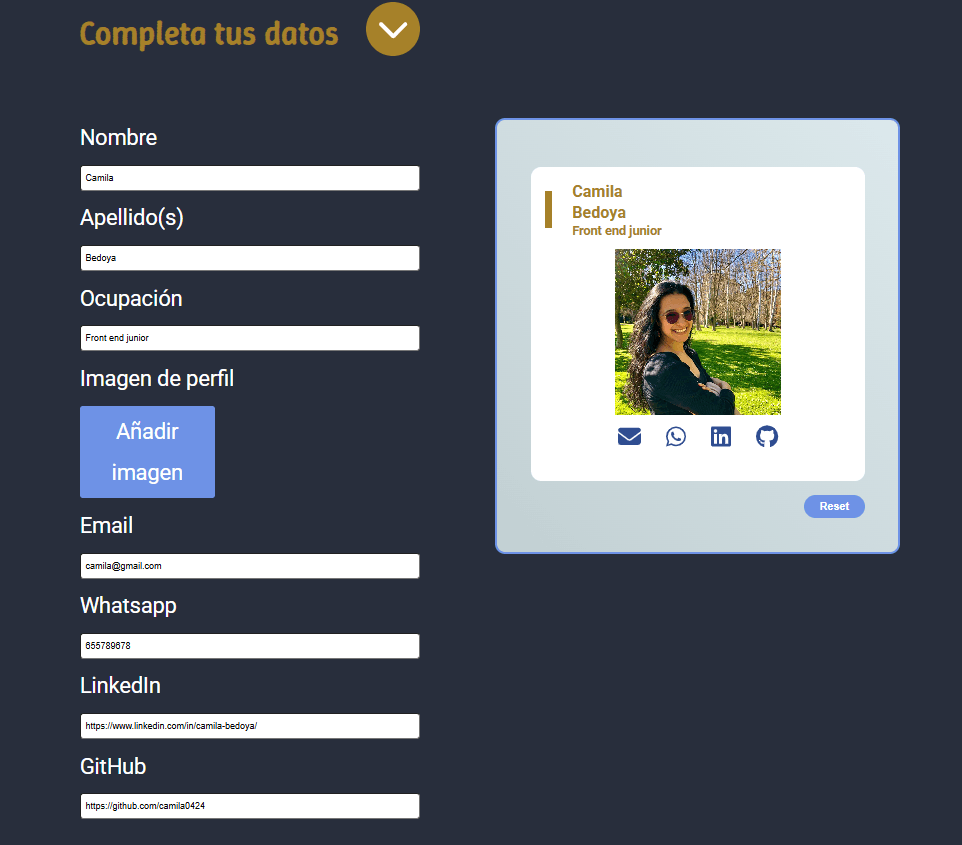 Completa tus datos
Nombre
Camila
Apellido(s)
Bedoya
Ocupación
Front end junior
Imagen de perfil
Añadir
imagen
Email
camila@gmail.com
Whatsapp
655789678
LinkedIn
https://www.linkedin.com/in/camila-bedoya/
GitHub
https://github.com/camila0424
Camila
Bedoya
Front end junior
in
Reset